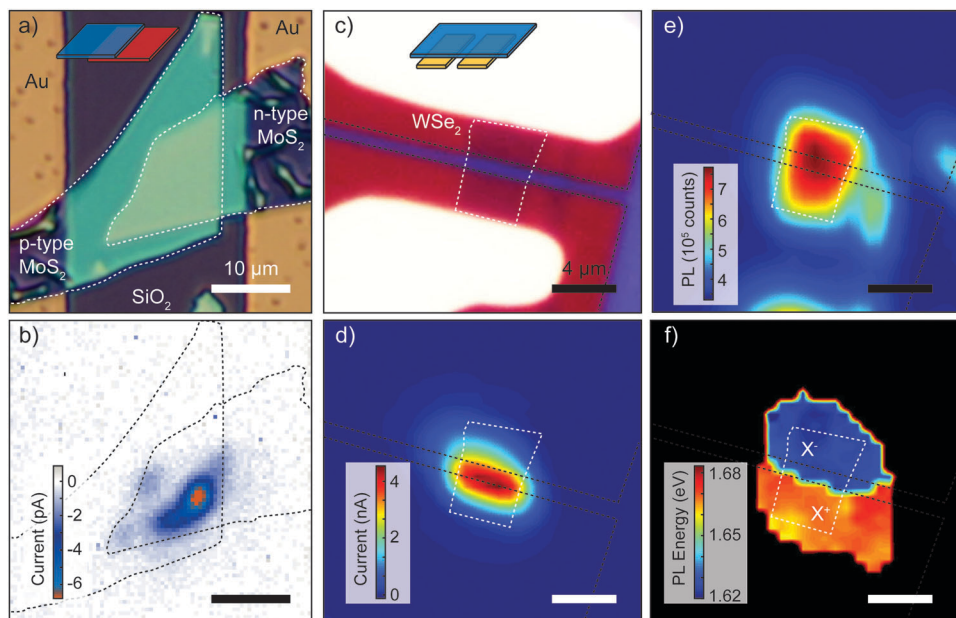 a)
Au
Au
n-type
MoS₂
p-type
MoS₂
SiO₂
10 µm
b)
Current (pA)
0
-2
-4
-6
c)
WSe₂
4 µm
d)
Current (nA)
4
2
0
e)
PL (10⁵ counts)
7
6
5
4
f)
X⁻
X⁺
PL Energy (eV)
1.68
1.65
1.62